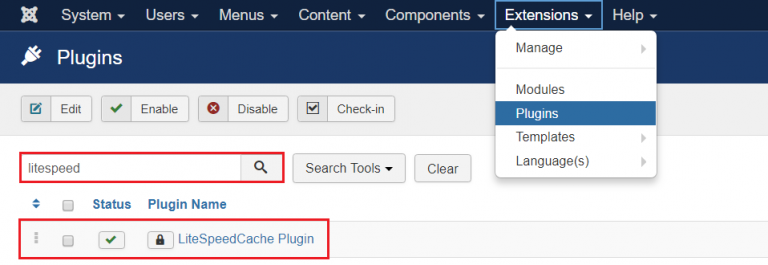 System Users Menus Content Components Extensions Help
Plugins
Manage
Modules
Plugins
Templates
Language(s)
Edit Enable Disable Check-in
litespeed Search Tools Clear
Status Plugin Name
LiteSpeedCache Plugin